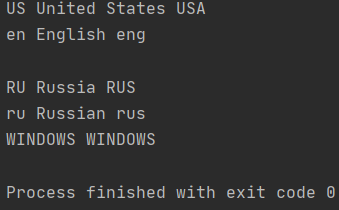 US United States USA
en English eng
RU Russia RUS
ru Russian rus
WINDOWS WINDOWS
Process finished with exit code 0